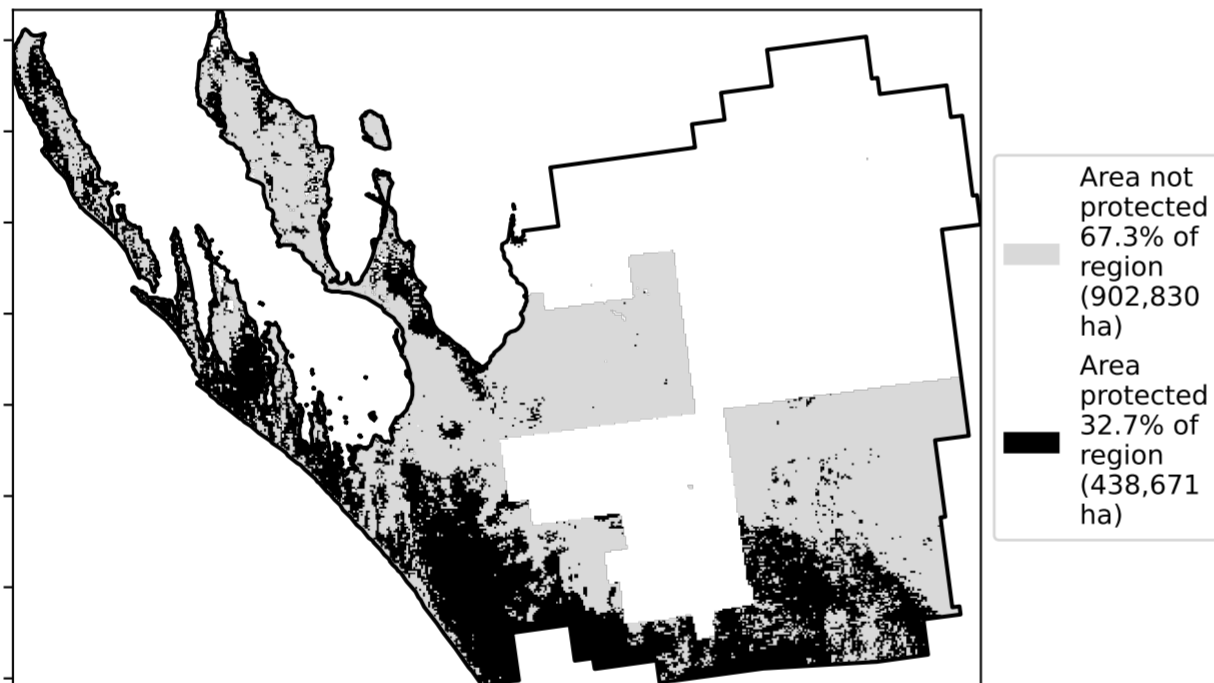 Area not
protected
67.3% of
region
(902,830
ha)
Area
protected
32.7% of
region
(438,671
ha)